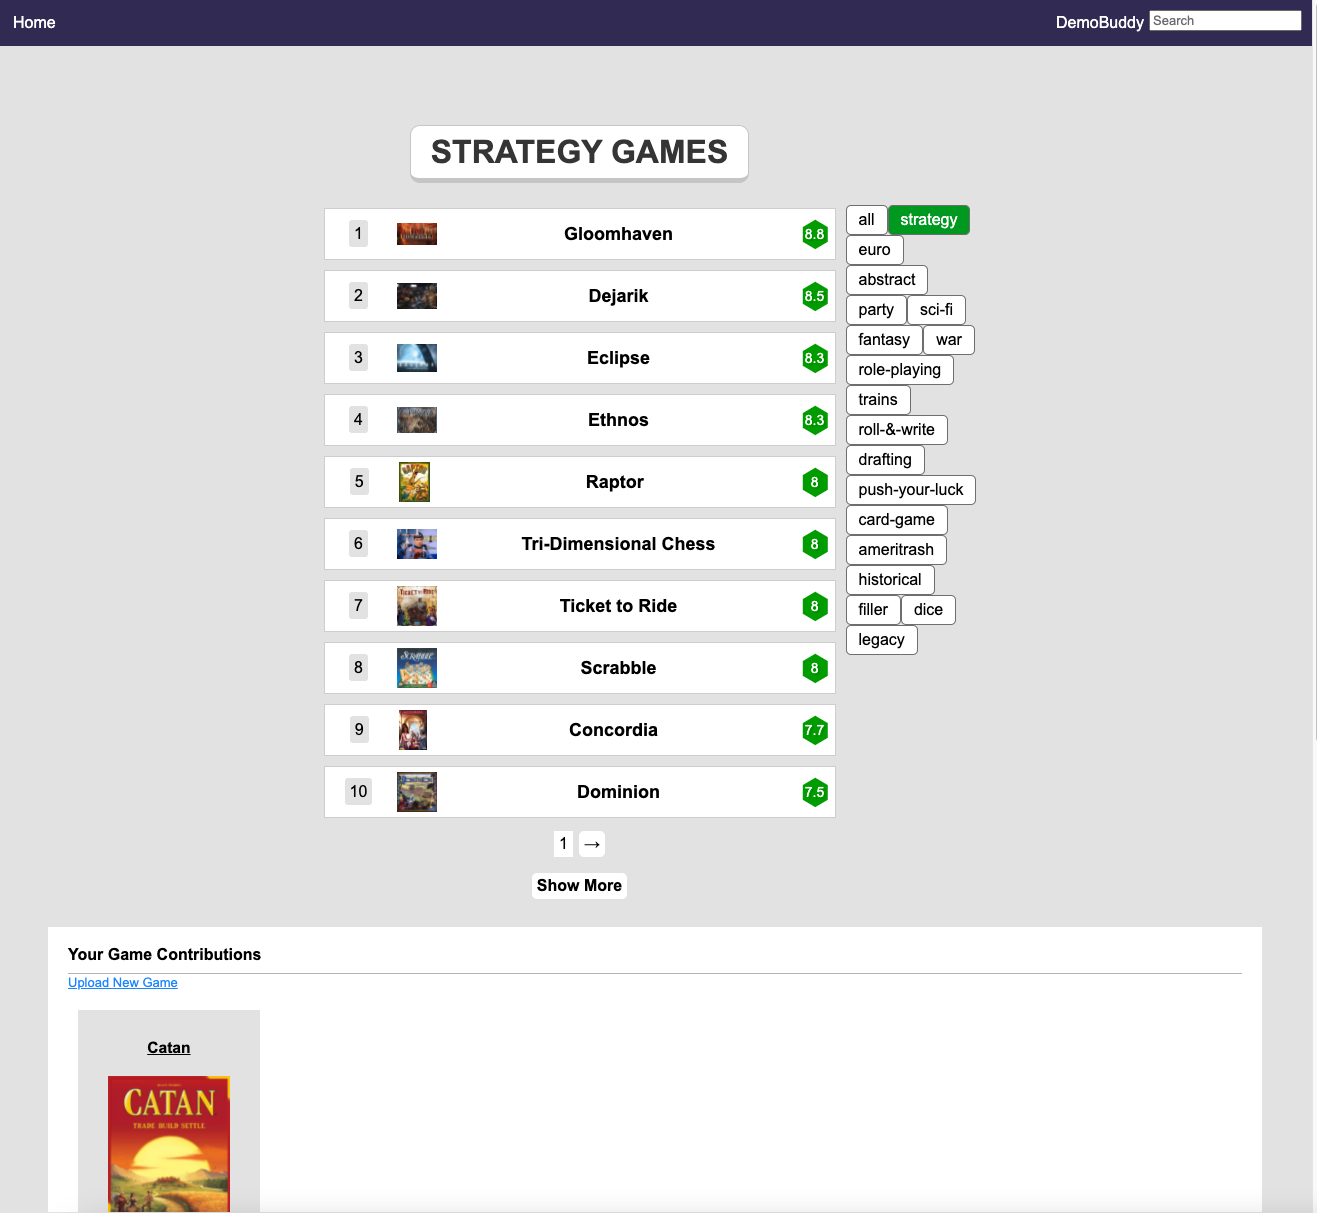 Home
DemoBuddy Search
STRATEGY GAMES
1 Gloomhaven 8.8
2 Dejarik 8.5
3 Eclipse 8.3
4 Ethnos 8.3
5 Raptor 8
6 Tri-Dimensional Chess 8
7 Ticket to Ride 8
8 Scrabble 8
9 Concordia 7.7
10 Dominion 7.5
1 →
Show More
all strategy
euro
abstract
party sci-fi
fantasy war
role-playing
trains
roll-&-write
drafting
push-your-luck
card-game
ameritrash
historical
filler dice
legacy
Your Game Contributions
Upload New Game
Catan
CATAN
TRADE BUILD SETTLE